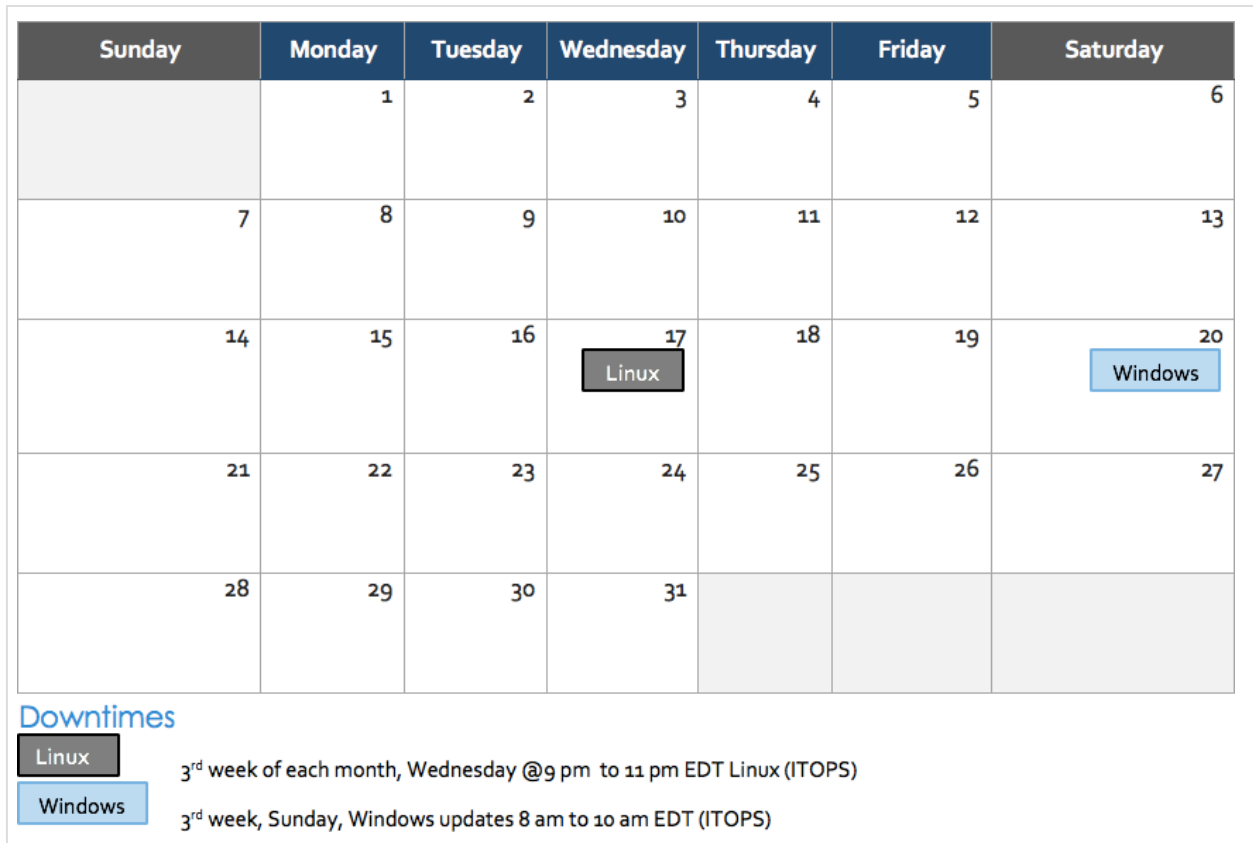 Sunday Monday Tuesday Wednesday Thursday Friday Saturday
1 2 3 4 5 6
7 8 9 10 11 12 13
14 15 16 17 18 19 20
Linux Windows
21 22 23 24 25 26 27
28 29 30 31
Downtimes
Linux
3rd week of each month, Wednesday @9 pm to 11 pm EDT Linux (ITOPS)
Windows
3rd week, Sunday, Windows updates 8 am to 10 am EDT (ITOPS)